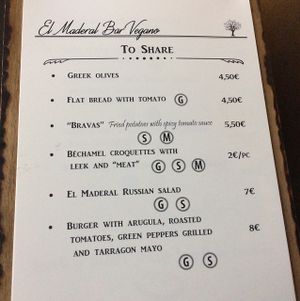 El Maderal Bar Vegano
To Share
• Greek olives 4,50€
• Flat bread with tomato G 4,50€
• "Bravas" Fried potatoes with spicy tomato sauce 5,50€
S M
• Béchamel croquettes with 2€/pc
leek and "meat" G S M
• El Maderal Russian salad 7€
G S
• Burger with arugula, roasted 8€
tomatoes, green peppers grilled
and tarragon mayo
G S